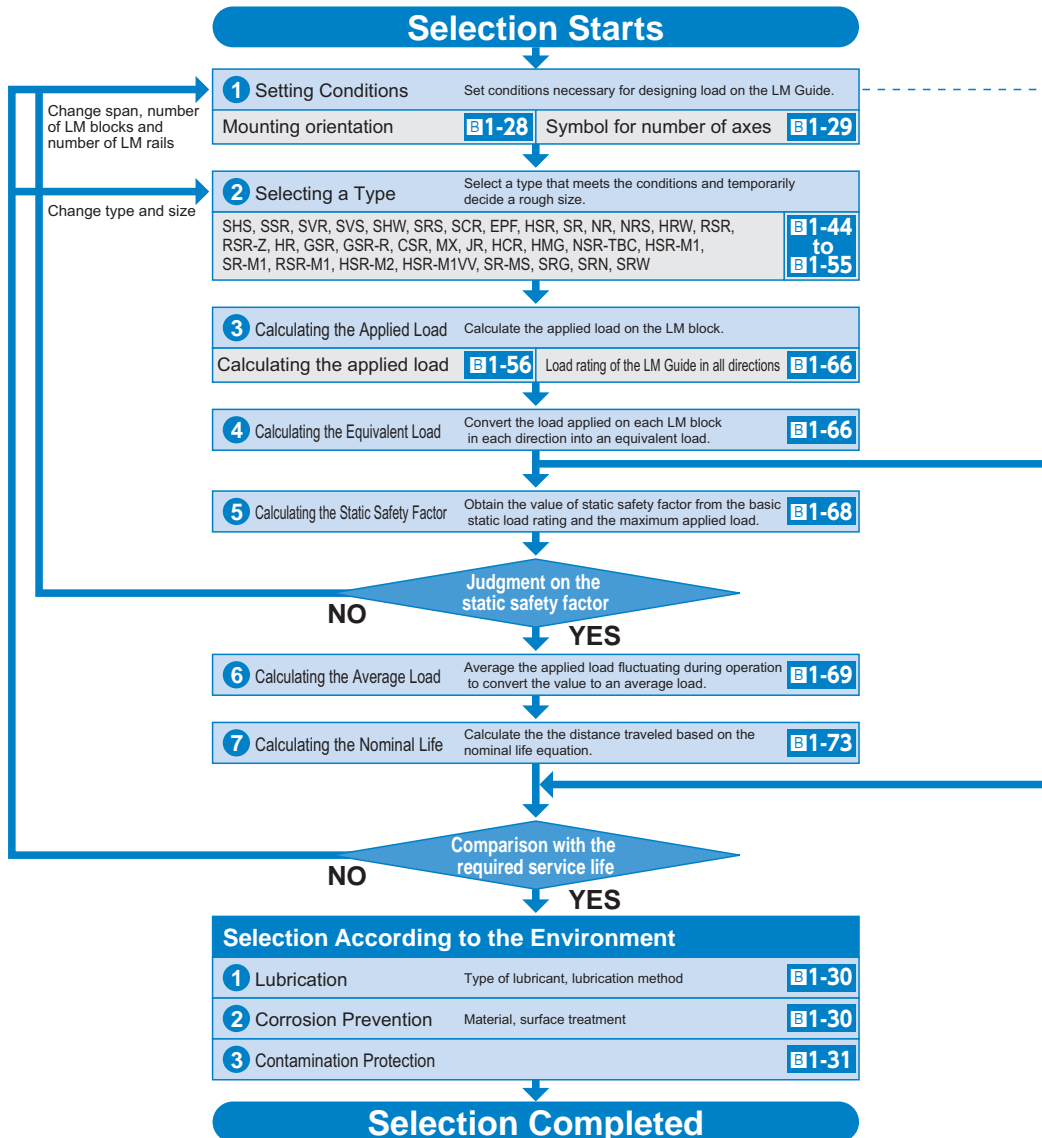 Selection Starts
1 Setting Conditions Set conditions necessary for designing load on the LM Guide.
Mounting orientation B1-28 Symbol for number of axes B1-29
Change span, number
of LM blocks and
number of LM rails
2 Selecting a Type Select a type that meets the conditions and temporarily
decide a rough size.
Change type and size
SHS, SSR, SVR, SVS, SHW, SRS, SCR, EPF, HSR, SR, NR, NRS, HRW, RSR,
RSR-Z, HR, GSR, GSR-R, CSR, MX, JR, HCR, HMG, NSR-TBC, HSR-M1,
SR-M1, RSR-M1, HSR-M2, HSR-M1VV, SR-MS, SRG, SRN, SRW
B1-44
to
B1-55
3 Calculating the Applied Load Calculate the applied load on the LM block.
Calculating the applied load B1-56 Load rating of the LM Guide in all directions B1-66
4 Calculating the Equivalent Load Convert the load applied on each LM block
in each direction into an equivalent load.
B1-66
5 Calculating the Static Safety Factor Obtain the value of static safety factor from the basic
static load rating and the maximum applied load.
B1-68
Judgment on the
static safety factor
NO
YES
6 Calculating the Average Load Average the applied load fluctuating during operation
to convert the value to an average load.
B1-69
7 Calculating the Nominal Life Calculate the the distance traveled based on the
nominal life equation.
B1-73
Comparison with the
required service life
NO
YES
Selection According to the Environment
1 Lubrication Type of lubricant, lubrication method B1-30
2 Corrosion Prevention Material, surface treatment B1-30
3 Contamination Protection B1-31
Selection Completed